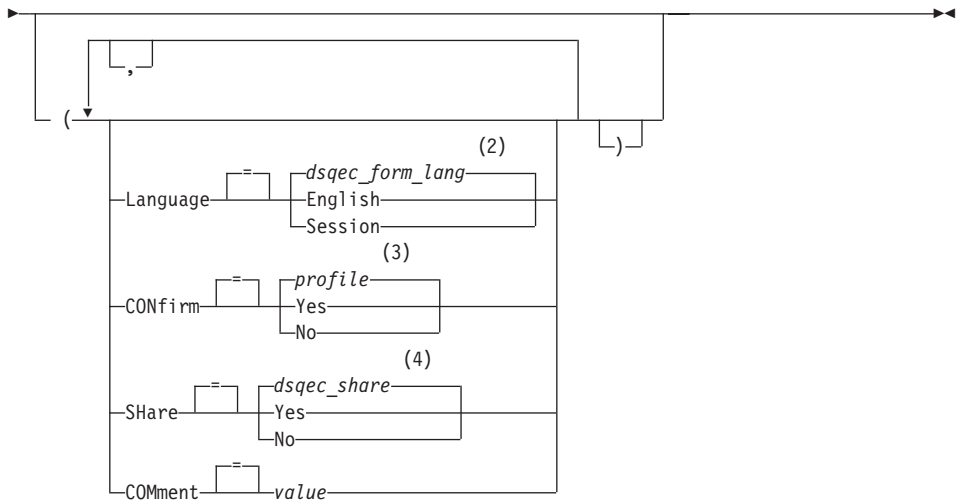 ,
(
)
(2)
=
dsqec_form_lang
Language
English
Session
(3)
=
profile
CONfirm
Yes
No
(4)
=
dsqec_share
SHare
Yes
No
=
COMment value